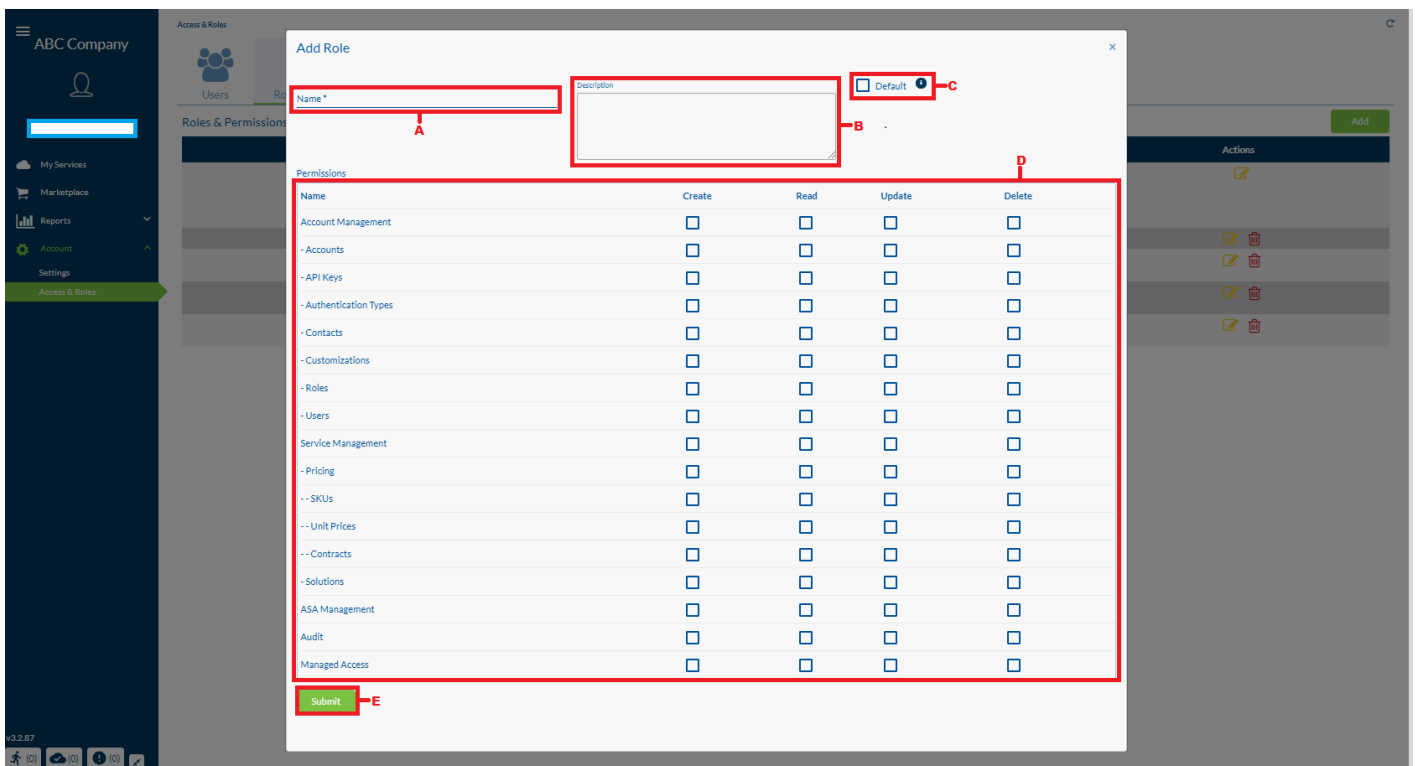 Access & Roles
ABC Company
Add Role
×
Users
Ro
Name *
A
Description
B
Default
C
Roles & Permissions
Add
My Services
Marketplace
Reports
Account
Settings
Access & Roles
Actions
Permissions
D
Name Create Read Update Delete
Account Management
- Accounts
- API Keys
- Authentication Types
- Contacts
- Customizations
- Roles
- Users
Service Management
- Pricing
- - SKUs
- - Unit Prices
- - Contracts
- Solutions
ASA Management
Audit
Managed Access
Submit
E
v3.2.87
(0) (0) (0)